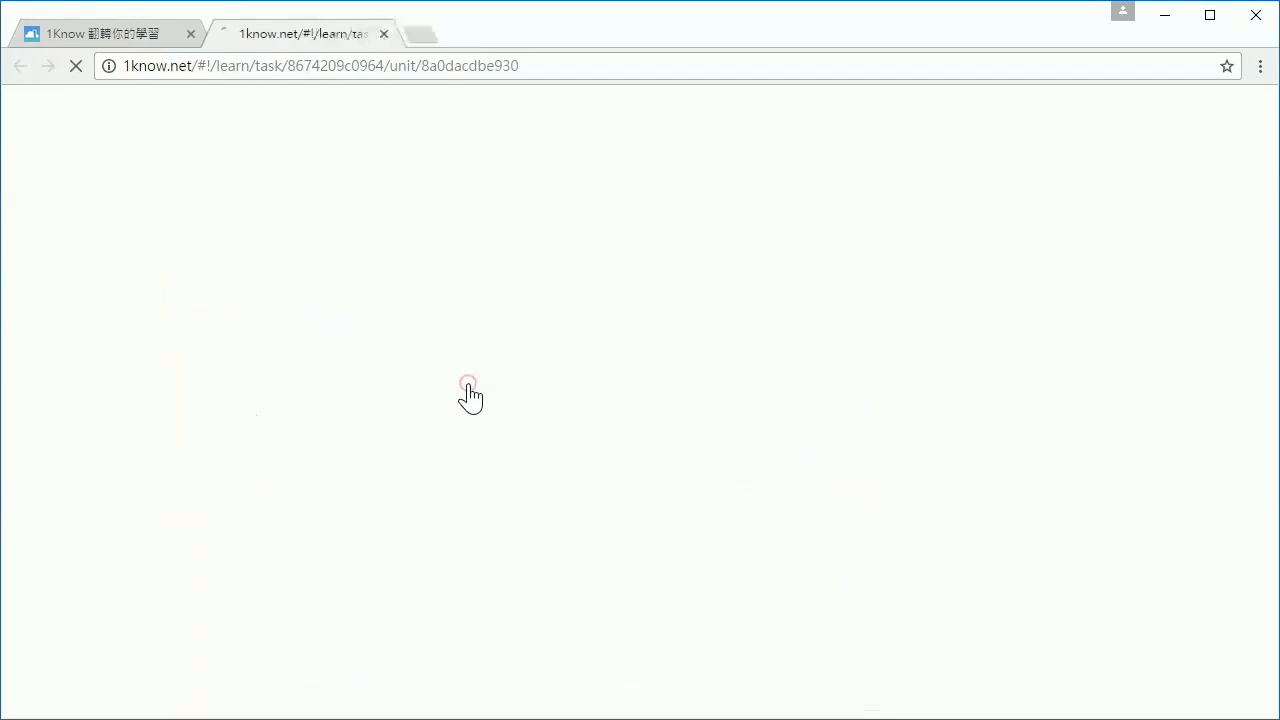 1Know 翻轉你的學習
1know.net/#!/learn/tas
1know.net/#!/learn/task/8674209c0964/unit/8a0dacdbe930